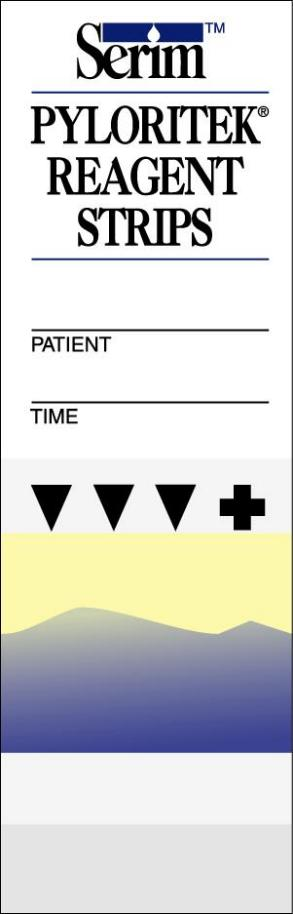 Serim™
PYLORITEK®
REAGENT
STRIPS
PATIENT
TIME